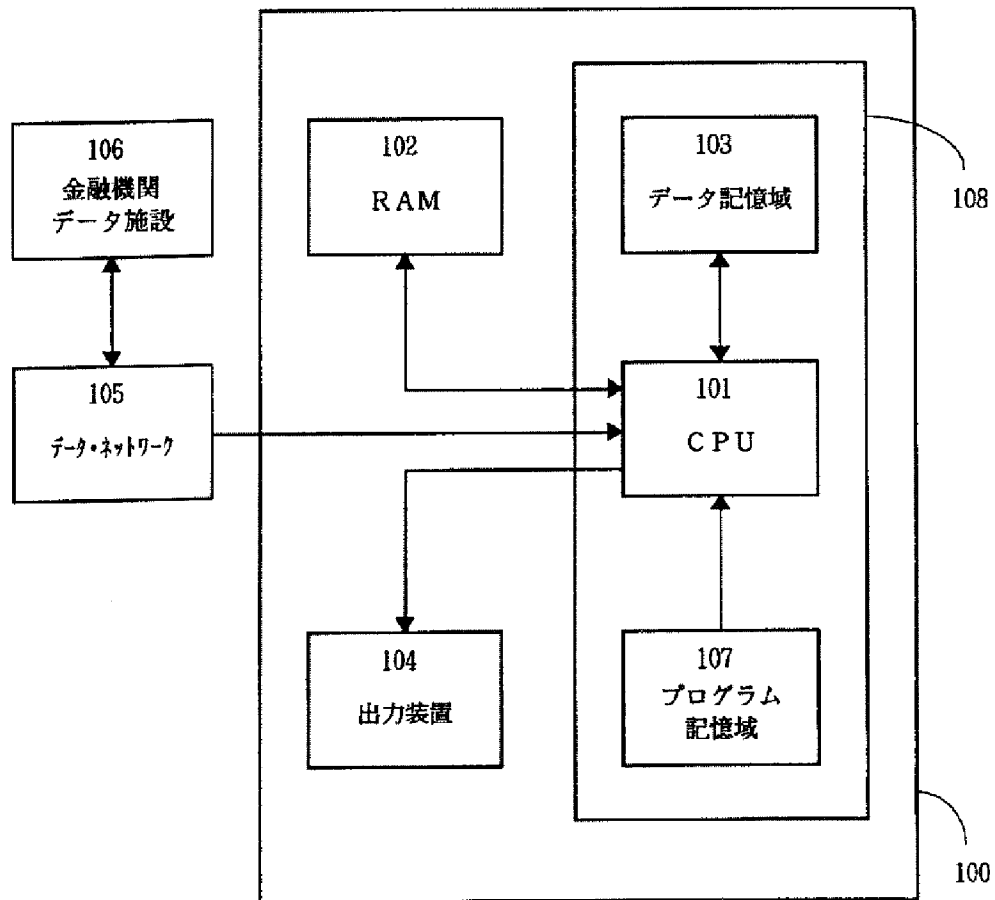 106
金融機関
データ施設
102
RAM
103
データ記憶域
108
105
データ・ネットワーク
101
CPU
104
出力装置
107
プログラム
記憶域
100